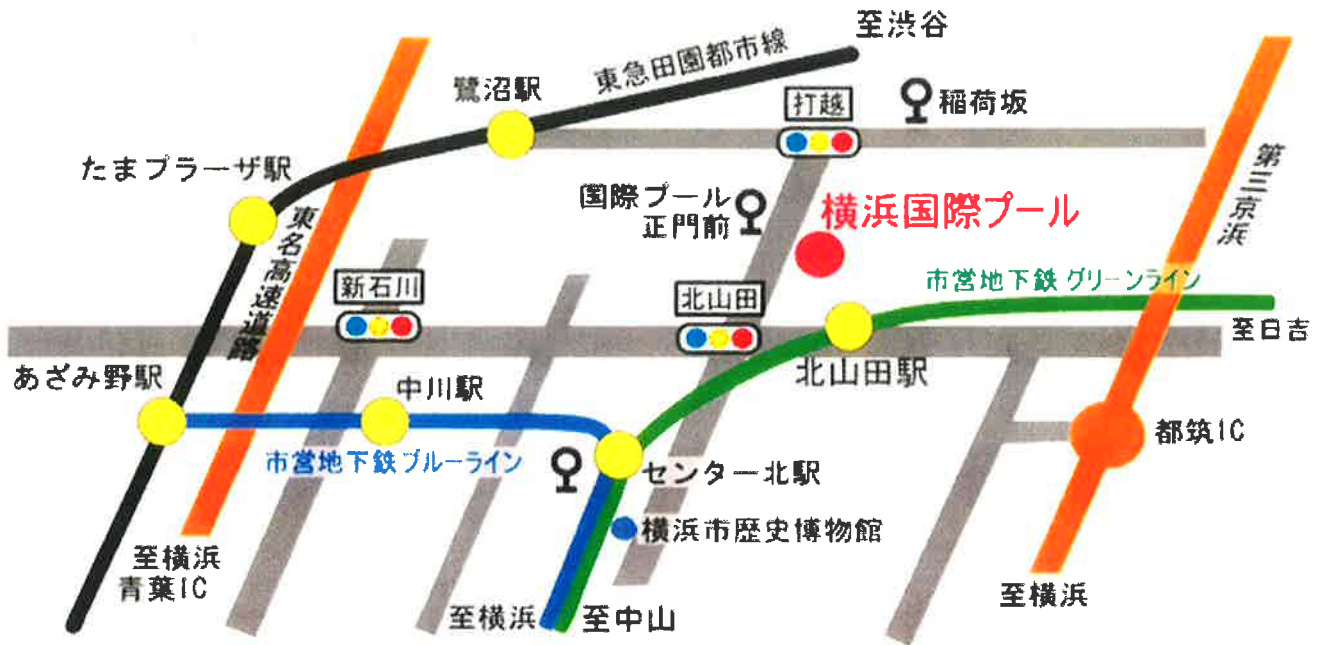 至渋谷
東急田園都市線
鷺沼駅
打越
稲荷坂
たまプラーザ駅
第三京浜
国際プール
正門前
横浜国際プール
東名高速道路
新石川
北山田
市営地下鉄 グリーンライン
至日吉
あざみ野駅
中川駅
北山田駅
都筑IC
市営地下鉄 ブルーライン
センター北駅
横浜市歴史博物館
至横浜
青葉IC
至横浜
至中山
至横浜